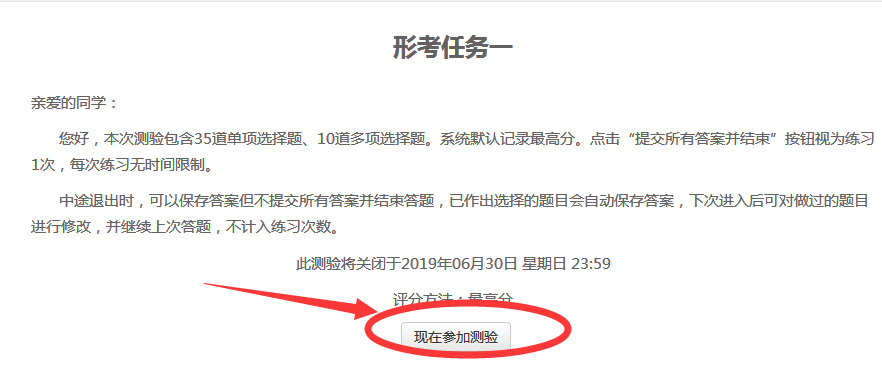 形考任务一
亲爱的同学：
您好，本次测验包含35道单项选择题、10道多项选择题。系统默认记录最高分。点击“提交所有答案并结束”按钮视为练习
1次，每次练习无时间限制。
中途退出时，可以保存答案但不提交所有答案并结束答题，已作出选择的题目会自动保存答案，下次进入后可对做过的题目
进行修改，并继续上次答题，不计入练习次数。
此测验将关闭于2019年06月30日 星期日 23:59
评分方法：最高分
现在参加测验